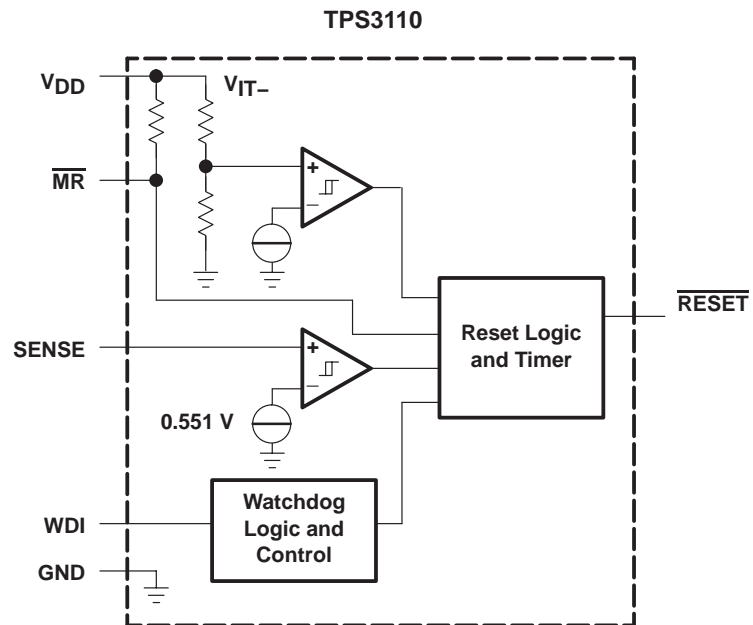 TPS3110
VDD
VIT–
MR
+
–
RESET
Reset Logic
and Timer
SENSE
+
–
0.551 V
Watchdog
Logic and
Control
WDI
GND